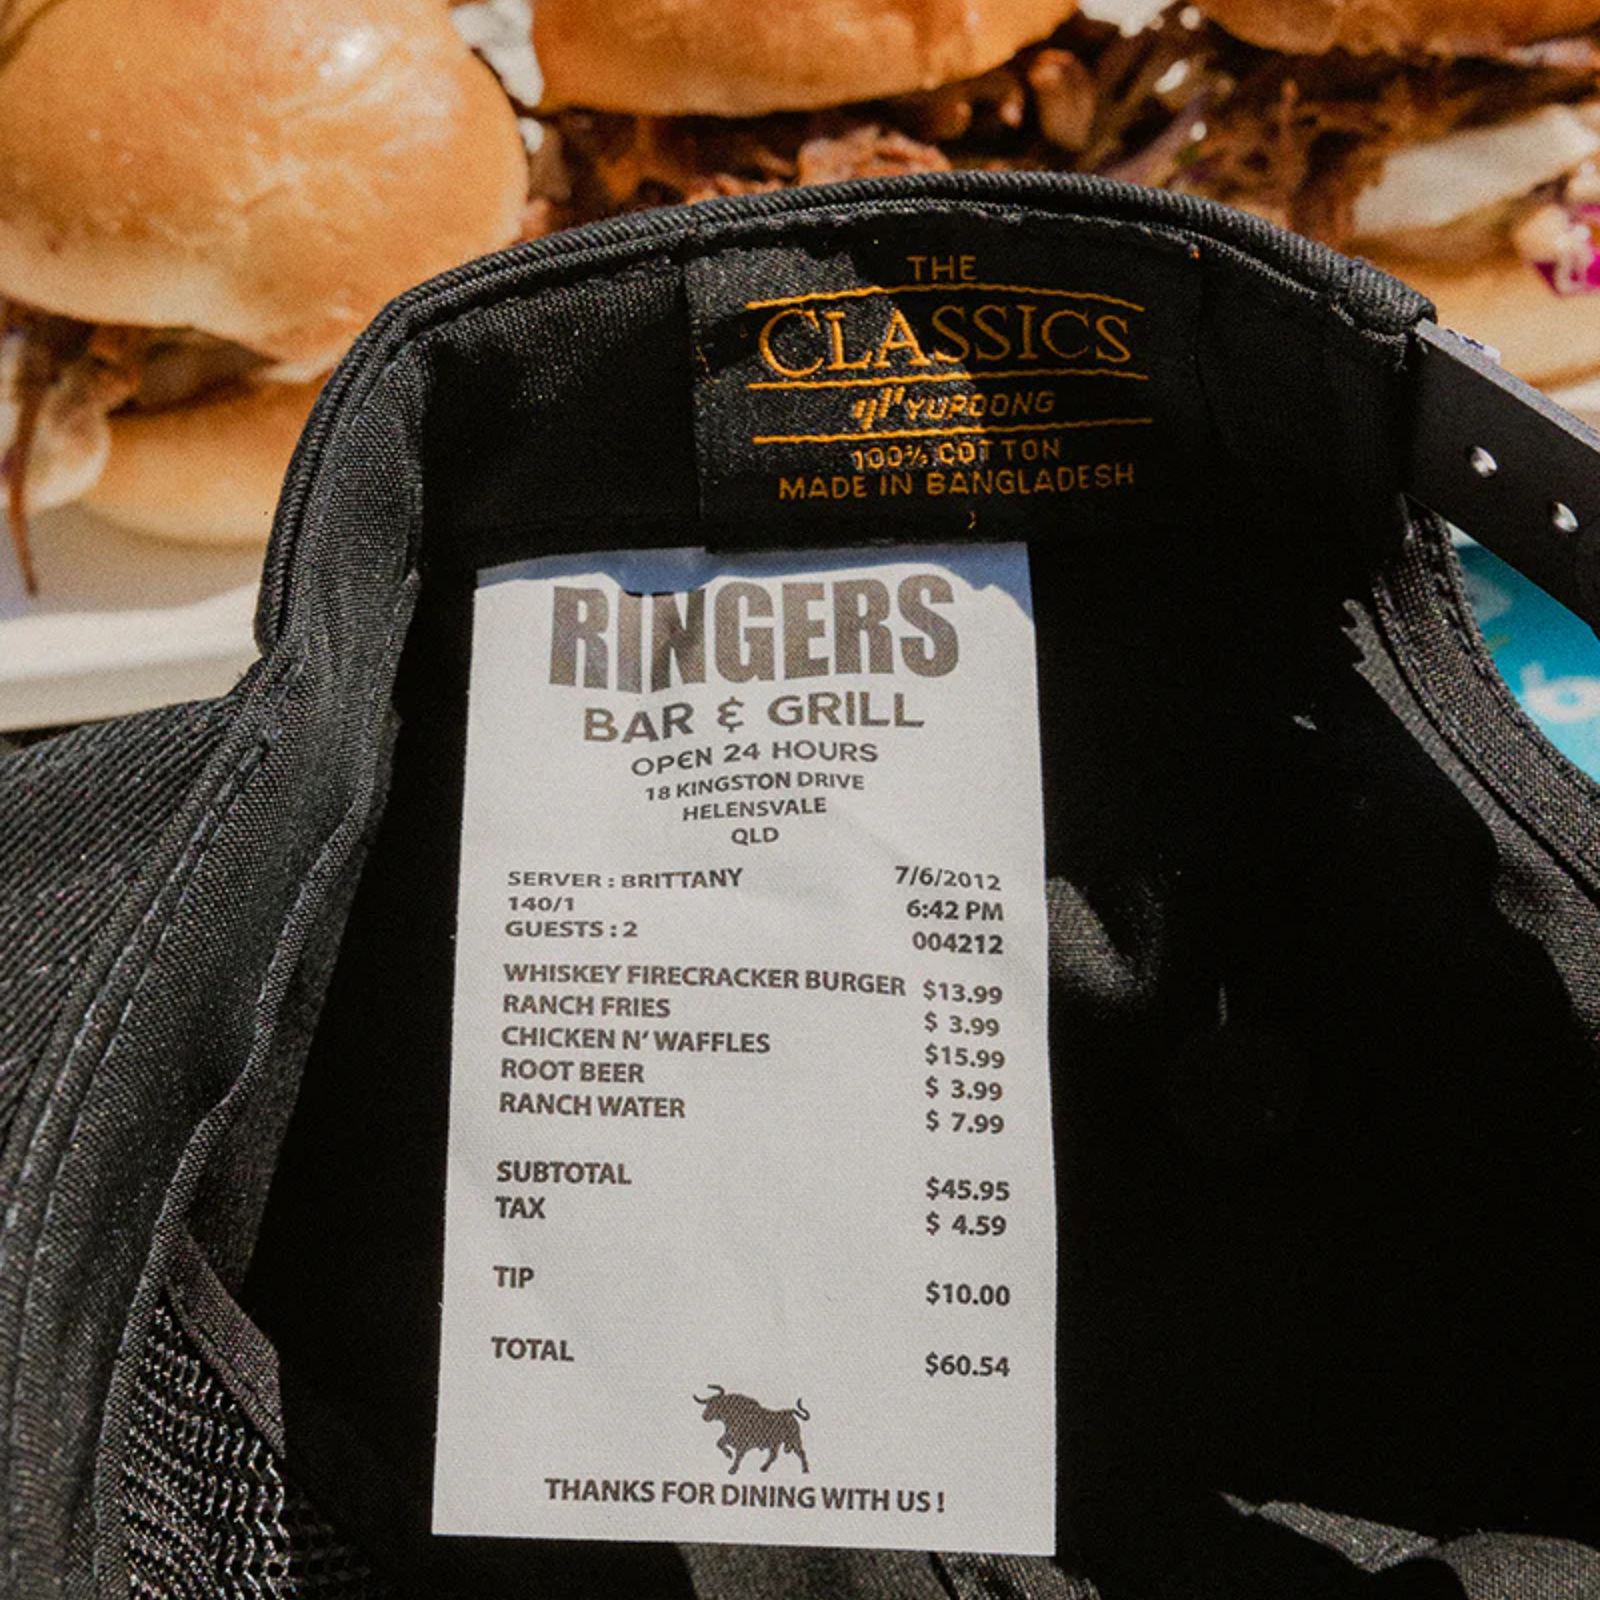 THE
CLASSICS
YUPOONG
100% COTTON
MADE IN BANGLADESH
RINGERS
BAR & GRILL
OPEN 24 HOURS
18 KINGSTON DRIVE
HELENSVALE
QLD
SERVER : BRITTANY 7/6/2012
140/1 6:42 PM
GUESTS : 2 004212
WHISKEY FIRECRACKER BURGER $13.99
RANCH FRIES $ 3.99
CHICKEN N' WAFFLES $15.99
ROOT BEER $ 3.99
RANCH WATER $ 7.99
SUBTOTAL $45.95
TAX $ 4.59
TIP $10.00
TOTAL $60.54
THANKS FOR DINING WITH US !